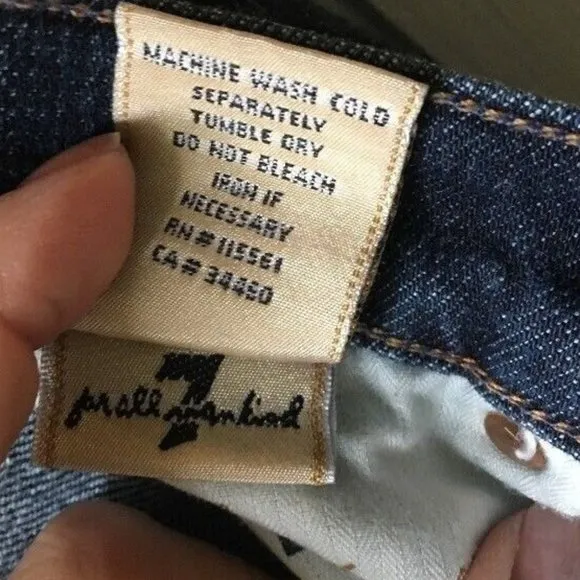 MACHINE WASH COLD
SEPARATELY
TUMBLE DRY
DO NOT BLEACH
IRON IF
NECESSARY
RN# 115561
CA# 34480
7
for all mankind